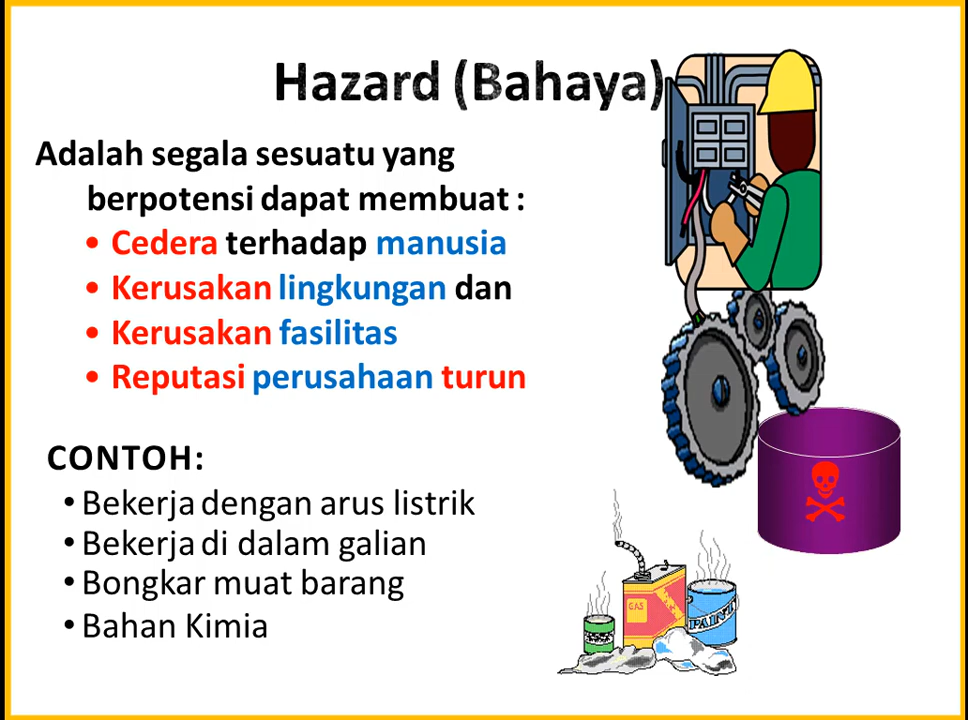 Hazard (Bahaya)
Adalah segala sesuatu yang
berpotensi dapat membuat :
• Cedera terhadap manusia
• Kerusakan lingkungan dan
• Kerusakan fasilitas
• Reputasi perusahaan turun
CONTOH:
• Bekerja dengan arus listrik
• Bekerja di dalam galian
• Bongkar muat barang
• Bahan Kimia
GAS
PAINT